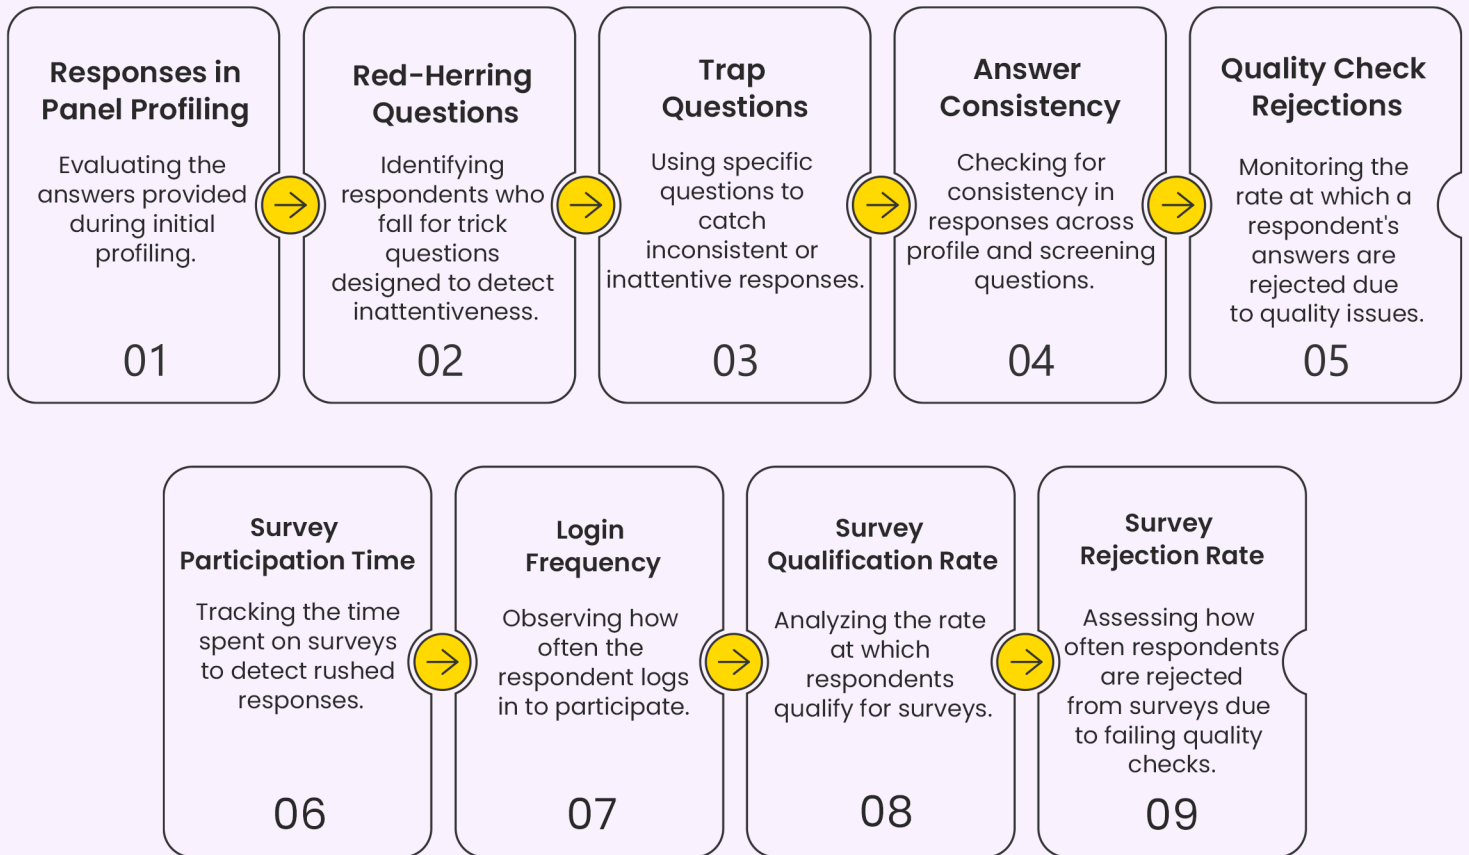 Responses in
Panel Profiling
Evaluating the
answers provided
during initial
profiling.
01
Red-Herring
Questions
Identifying
respondents who
fall for trick
questions
designed to detect
inattentiveness.
02
Trap
Questions
Using specific
questions to
catch
inconsistent or
inattentive responses.
03
Answer
Consistency
Checking for
consistency in
responses across
profile and screening
questions.
04
Quality Check
Rejections
Monitoring the
rate at which a
respondent's
answers are
rejected due
to quality issues.
05
Survey
Participation Time
Tracking the time
spent on surveys
to detect rushed
responses.
06
Login
Frequency
Observing how
often the
respondent logs
in to participate.
07
Survey
Qualification Rate
Analyzing the rate
at which
respondents
qualify for surveys.
08
Survey
Rejection Rate
Assessing how
often respondents
are rejected
from surveys due
to failing quality
checks.
09